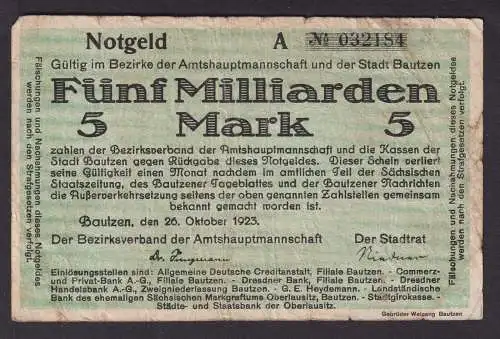 Notgeld A № 032184
Gültig im Bezirke der Amtshauptmannschaft und der Stadt Bautzen
Fünf Milliarden
5 Mark 5
zahlen der Bezirksverband der Amtshauptmannschaft und die Kassen der
Stadt Bautzen gegen Rückgabe dieses Notgeldes. Dieser Schein verliert
seine Gültigkeit einen Monat nachdem im amtlichen Teil der Sächsischen
Staatszeitung, des Bautzener Tageblattes und der Bautzener Nachrichten
die Außerverkehrsetzung seitens der oben genannten Zahlstellen gemeinsam
bekannt gemacht worden ist.
Bautzen, den 26. Oktober 1923.
Der Bezirksverband der Amtshauptmannschaft Der Stadtrat
Einlösungsstellen sind: Allgemeine Deutsche Creditanstalt, Filiale Bautzen. - Commerz-
und Privat-Bank A.-G., Filiale Bautzen. - Dresdner Bank, Filiale Bautzen. - Dresdner
Handelsbank A.-G., Zweigniederlassung Bautzen. - G. E. Heydemann. - Landständische
Bank des ehemaligen Sächsischen Markgraftums Oberlausitz, Bautzen. - Stadtgirokasse. -
Städte- und Staatsbank der Oberlausitz.
Gebrüder Weigang Bautzen
Fälschungen und Nachahmungen dieses Notgeldes
werden nach den Strafgesetzen verfolgt.
Fälschungen und Nachahmungen dieses Notgeldes
werden nach den Strafgesetzen verfolgt.